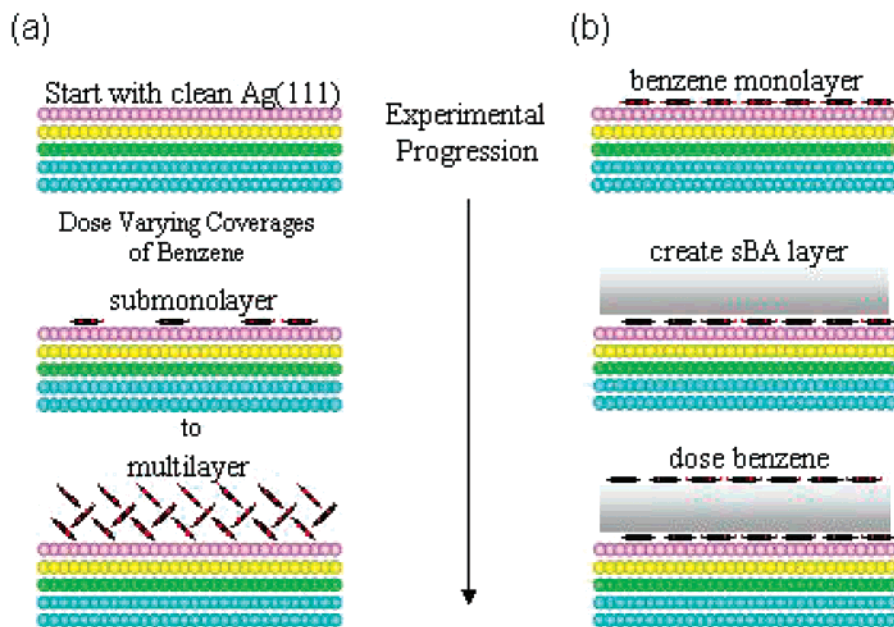 (a)
Start with clean Ag(111)
Dose Varying Coverages
of Benzene
submonolayer
to
multilayer
Experimental
Progression
(b)
benzene monolayer
create sBA layer
dose benzene